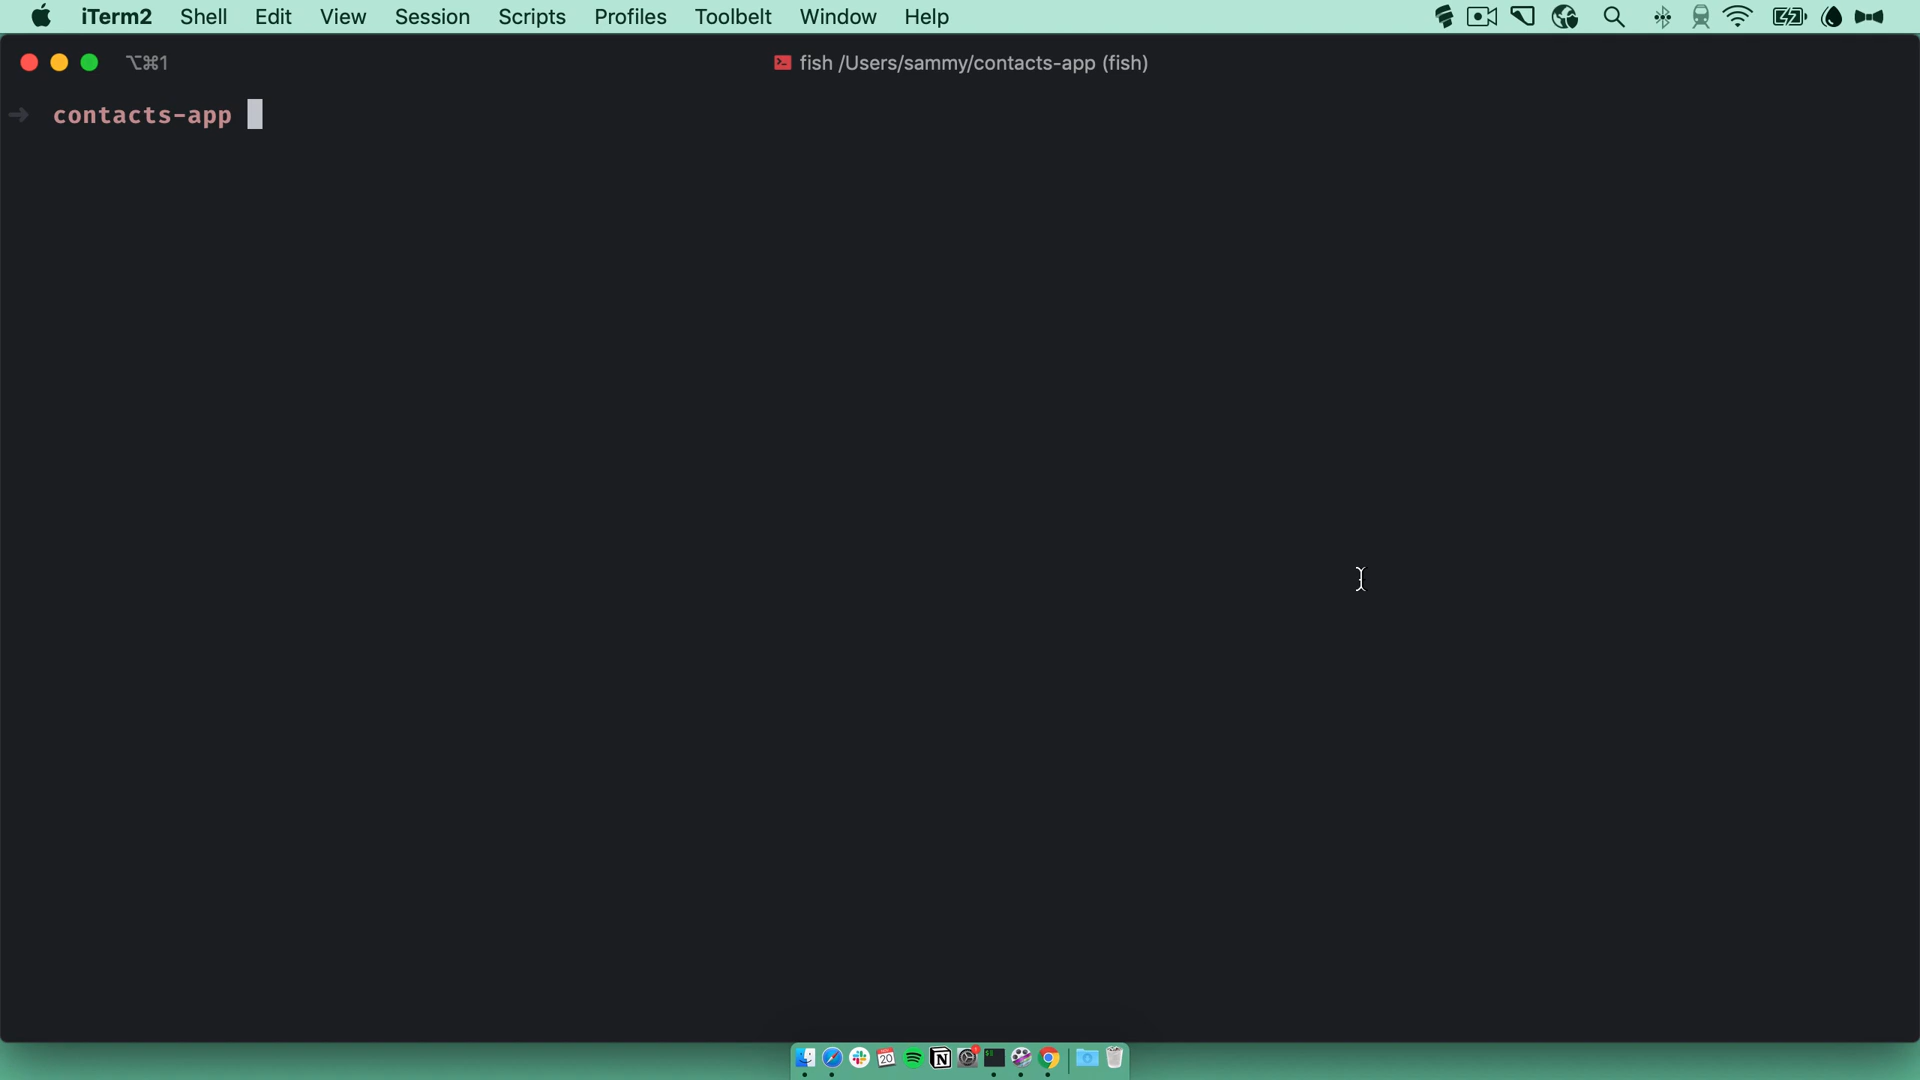 iTerm2 Shell Edit View Session Scripts Profiles Toolbelt Window Help
⌥⌘1 fish /Users/sammy/contacts-app (fish)
➜ contacts-app
20